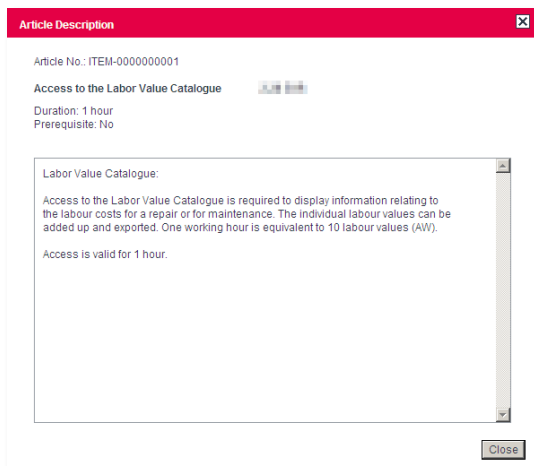 Article Description
Article No.: ITEM-0000000001
Access to the Labor Value Catalogue
Duration: 1 hour
Prerequisite: No
Labor Value Catalogue:
Access to the Labor Value Catalogue is required to display information relating to
the labour costs for a repair or for maintenance. The individual labour values can be
added up and exported. One working hour is equivalent to 10 labour values (AW).
Access is valid for 1 hour.
Close